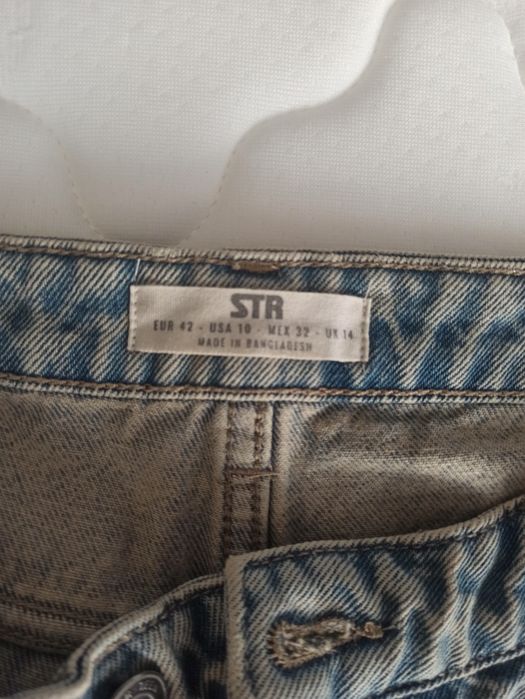 STR
EUR 42 - USA 10 - MEX 32 - UK 14
MADE IN BANGLADESH